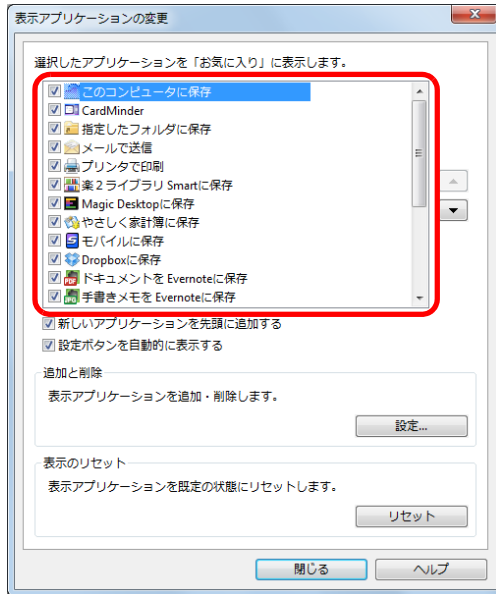 表示アプリケーションの変更
選択したアプリケーションを「お気に入り」に表示します。
このコンピュータに保存
CardMinder
指定したフォルダに保存
メールで送信
プリンタで印刷
楽2ライブラリ Smartに保存
Magic Desktopに保存
やさしく家計簿に保存
モバイルに保存
Dropboxに保存
ドキュメントを Evernoteに保存
手書きメモを Evernoteに保存
新しいアプリケーションを先頭に追加する
設定ボタンを自動的に表示する
追加と削除
表示アプリケーションを追加・削除します。
設定...
表示のリセット
表示アプリケーションを既定の状態にリセットします。
リセット
閉じる
ヘルプ